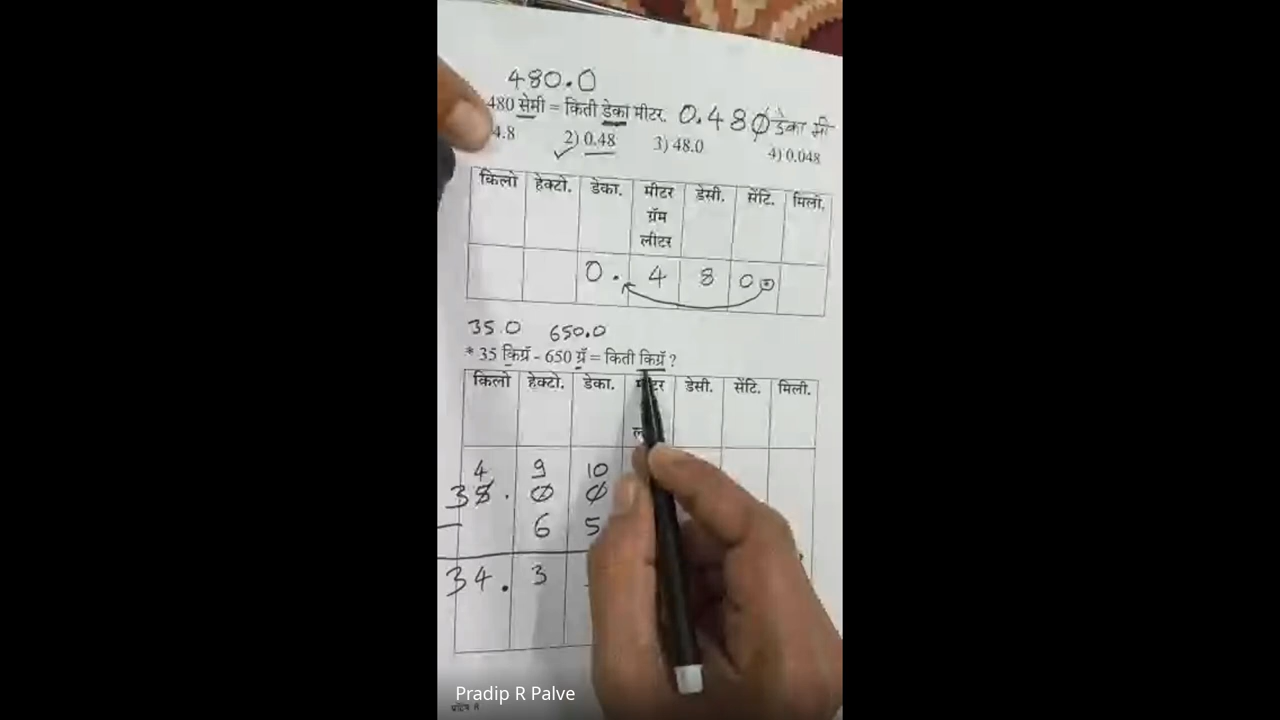 480.0
480 सेमी = किती डेका मीटर. 0.480 डेका मी
4.8 2) 0.48 3) 48.0 4) 0.048
किलो हेक्टो. डेका. मीटर ग्रॅम लीटर डेसी. सेंटि. मिली.
0. 4 8 0
35.0 650.0
* 35 किग्रॅ - 650 ग्रॅ = किती किग्रॅ ?
किलो हेक्टो. डेका. डेसी. सेंटि. मिली.
4 9 10
35. 0 0
6 5
34. 3
Pradip R Palve